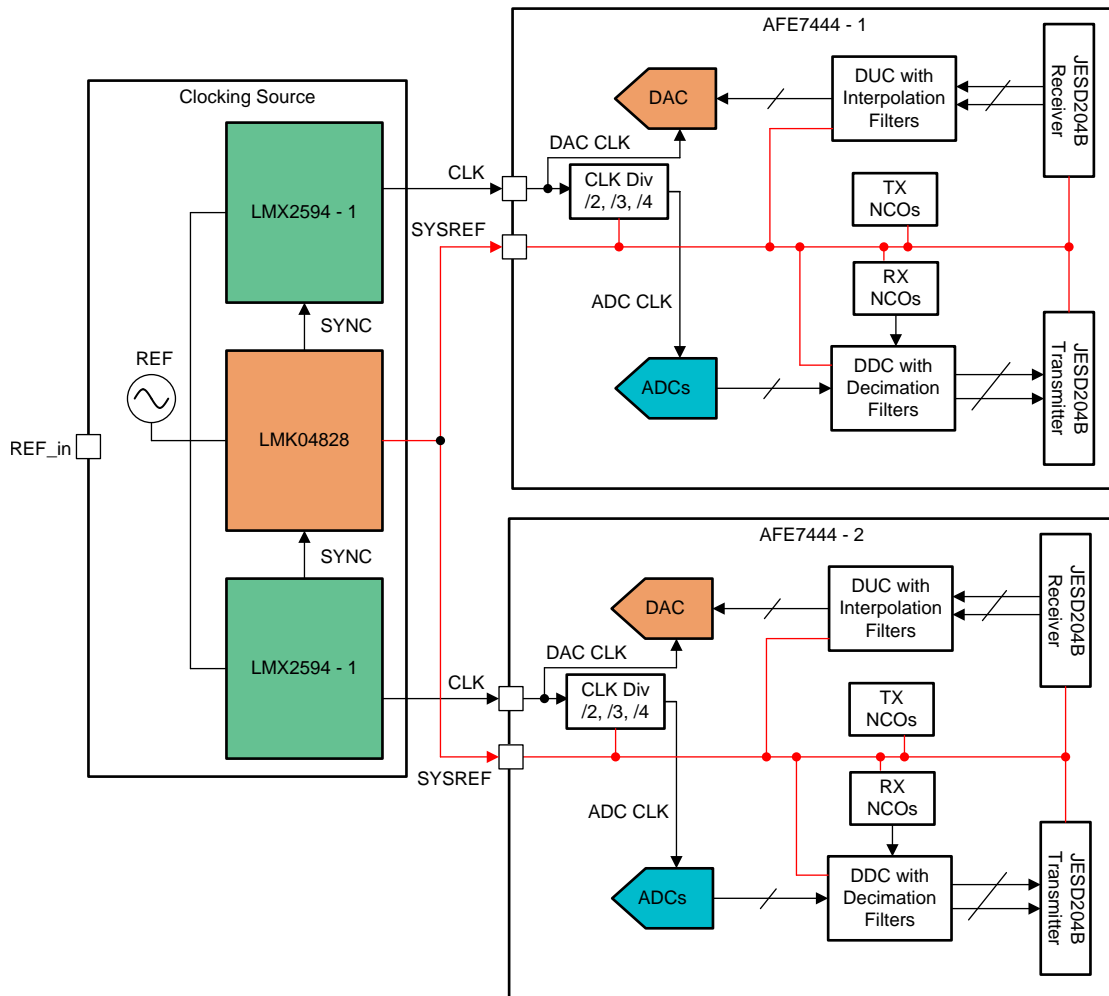 Clocking Source
LMX2594 - 1
SYNC
REF
LMK04828
REF_in
SYNC
LMX2594 - 1
CLK
SYSREF
CLK
SYSREF
AFE7444 - 1
DAC
DUC with
Interpolation
Filters
JESD204B
Receiver
DAC CLK
CLK Div
/2, /3, /4
TX
NCOs
RX
NCOs
ADC CLK
ADCs
DDC with
Decimation
Filters
JESD204B
Transmitter
AFE7444 - 2
DAC
DUC with
Interpolation
Filters
JESD204B
Receiver
DAC CLK
CLK Div
/2, /3, /4
TX
NCOs
RX
NCOs
ADC CLK
ADCs
DDC with
Decimation
Filters
JESD204B
Transmitter